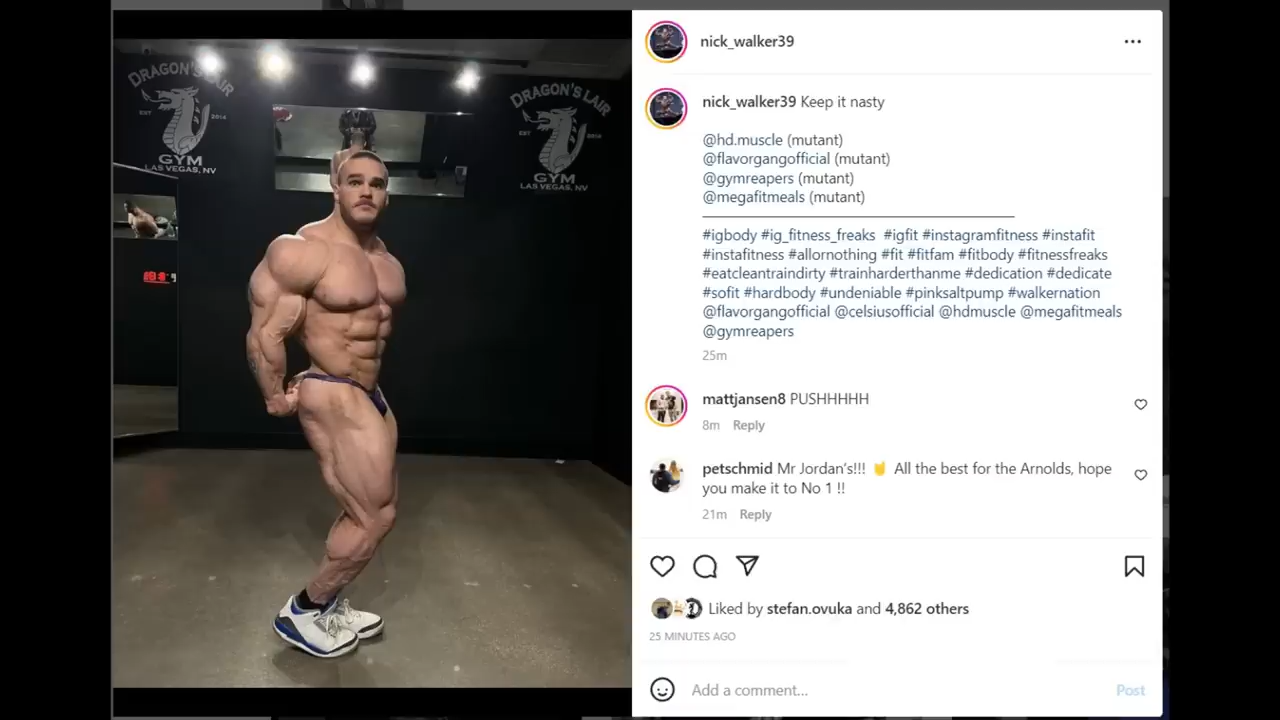 DRAGON'S LAIR
EST 2014
GYM
LAS VEGAS, NV
DRAGON'S LAIR
EST 2014
GYM
LAS VEGAS, NV
nick_walker39
nick_walker39 Keep it nasty
@hd.muscle (mutant)
@flavorgangofficial (mutant)
@gymreapers (mutant)
@megafitmeals (mutant)
#igbody #ig_fitness_freaks #igfit #instagramfitness #instafit
#instafitness #allornothing #fit #fitfam #fitbody #fitnessfreaks
#eatcleantraindirty #trainharderthanme #dedication #dedicate
#sofit #hardbody #undeniable #pinksaltpump #walkernation
@flavorgangofficial @celsiusofficial @hdmuscle @megafitmeals
@gymreapers
25m
mattjansen8 PUSHHHHH
8m Reply
petschmid Mr Jordan's!!! 🤘 All the best for the Arnolds, hope
you make it to No 1 !!
21m Reply
Liked by stefan.ovuka and 4,862 others
25 MINUTES AGO
Add a comment...
Post